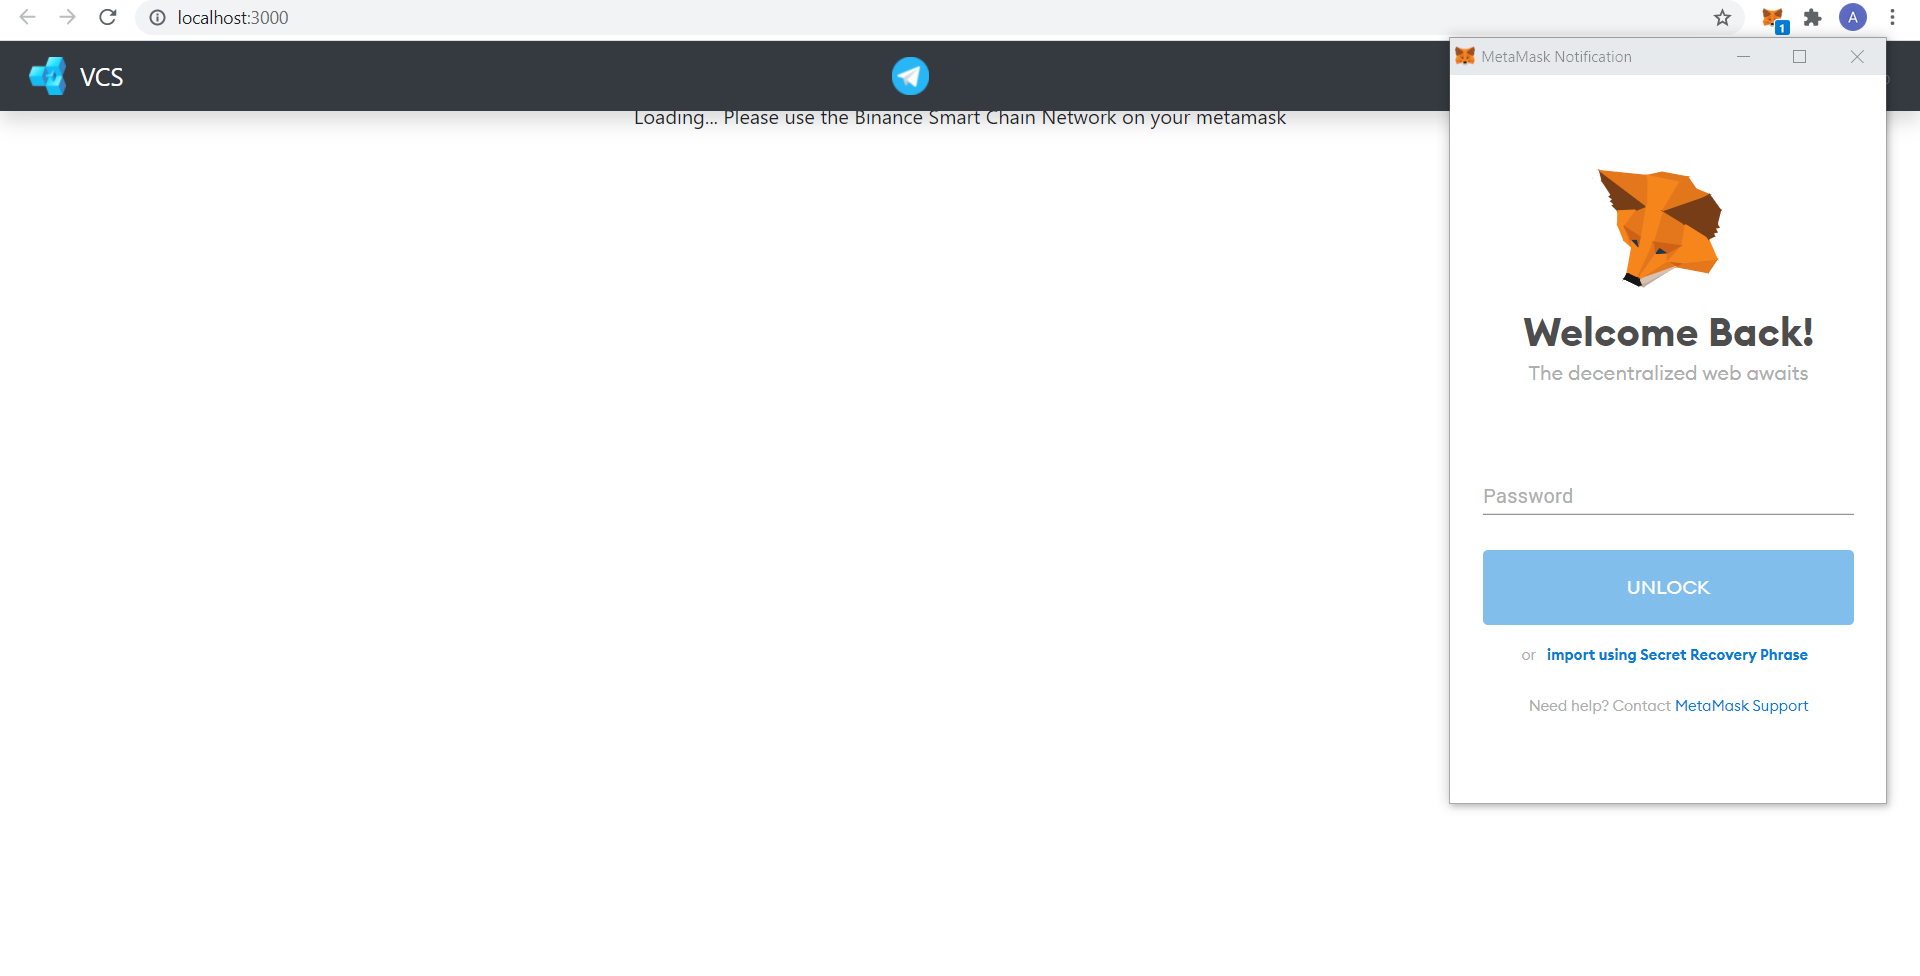 localhost:3000
A
1
VCS
MetaMask Notification
Loading... Please use the Binance Smart Chain Network on your metamask
Welcome Back!
The decentralized web awaits
Password
UNLOCK
or import using Secret Recovery Phrase
Need help? Contact MetaMask Support